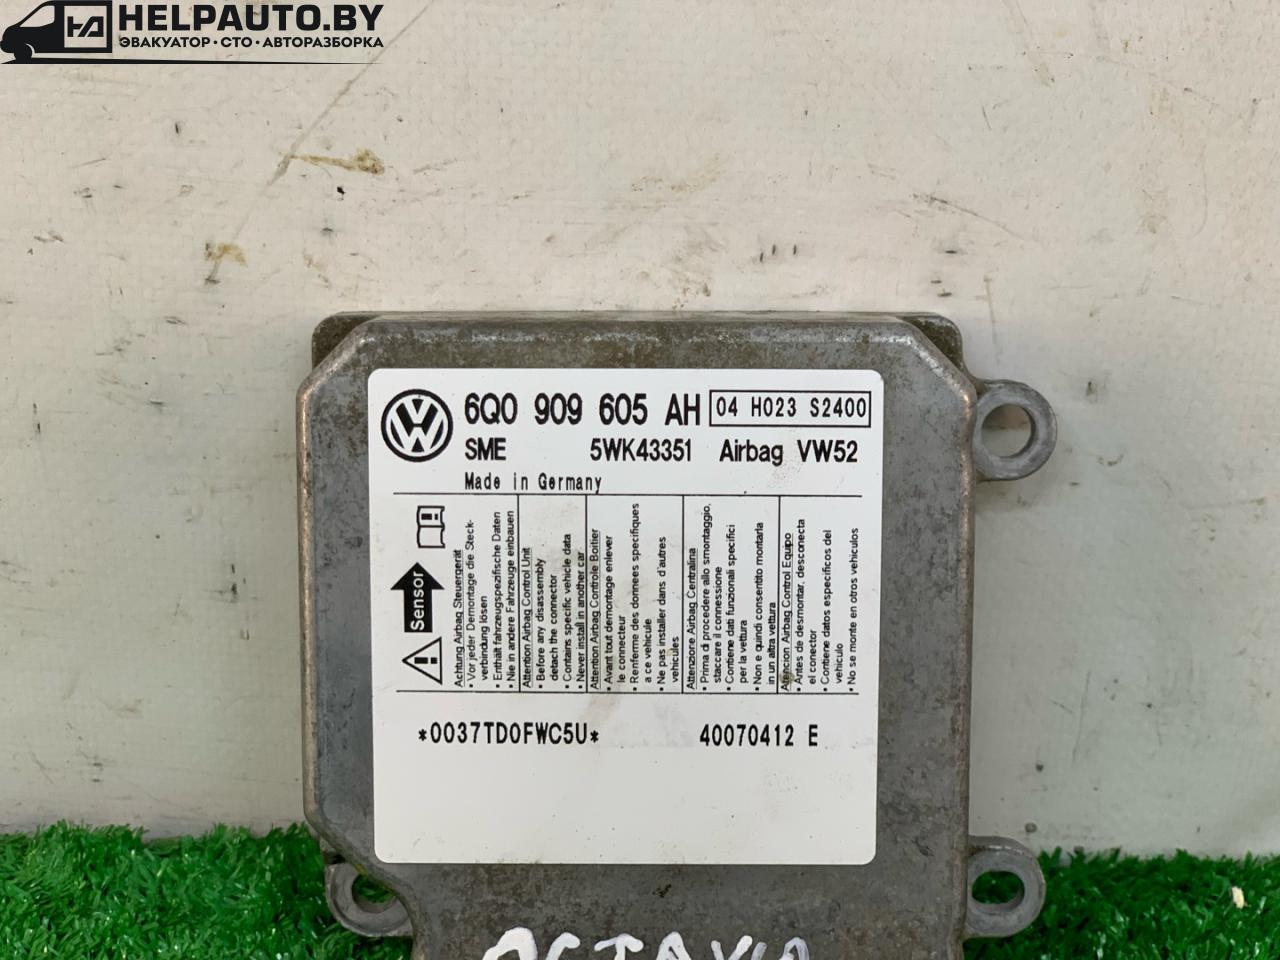 HELPAUTO.BY
ЭВАКУАТОР · СТО · АВТОРАЗБОРКА
6Q0 909 605 AH 04 H023 S2400
SME 5WK43351 Airbag VW52
Made in Germany
Sensor
Achtung Airbag Steuergerät
• Vor jeder Demontage die Steck-
verbindung lösen
• Enthält fahrzeugspezifische Daten
• Nie in andere Fahrzeuge einbauen
Attention Airbag Control Unit
• Before any disassembly
detach the connector
• Contains specific vehicle data
• Never install in another car
Attention Airbag Controle Boitier
• Avant tout demontage enlever
le connecteur
• Renferme des donnees specifiques
a ce vehicule
• Ne pas installer dans d'autres
vehicules
Attenzione Airbag Centralina
• Prima di procedere allo smontaggio,
staccare il connessione
• Contiene dati funzionali specifici
per la vettura
• Non e quindi consentito montarla
in un altra vettura
Atencion Airbag Control Equipo
• Antes de desmontar, desconecta
el conector
• Contiene datos especificos del
vehiculo
• No se monte en otros vehiculos
*0037TD0FWC5U* 40070412 E
OCTAVIA